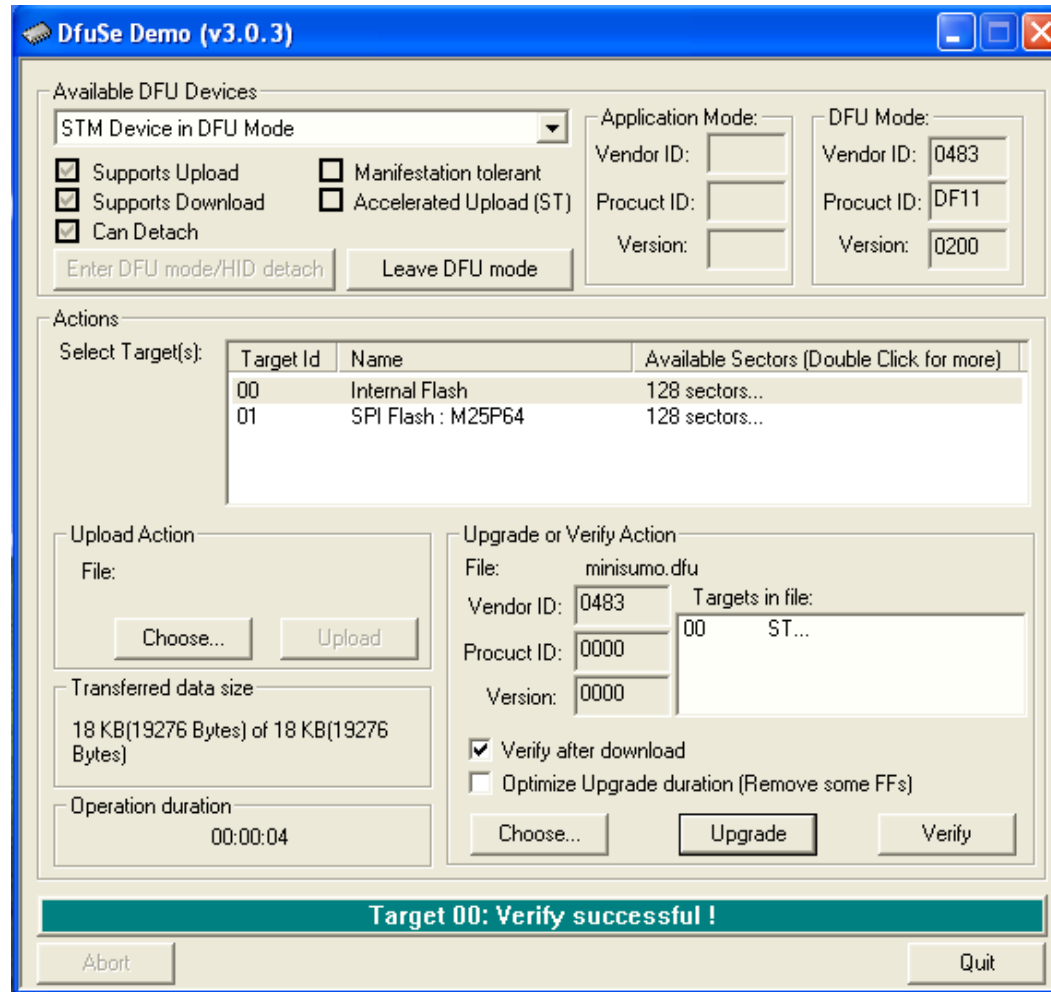 DfuSe Demo (v3.0.3)
Available DFU Devices
STM Device in DFU Mode
Supports Upload
Manifestation tolerant
Supports Download
Accelerated Upload (ST)
Can Detach
Enter DFU mode/HID detach
Leave DFU mode
Application Mode:
Vendor ID:
Procuct ID:
Version:
DFU Mode:
Vendor ID: 0483
Procuct ID: DF11
Version: 0200
Actions
Select Target(s):
Target Id Name Available Sectors (Double Click for more)
00 Internal Flash 128 sectors...
01 SPI Flash : M25P64 128 sectors...
Upload Action
File:
Choose... Upload
Transferred data size
18 KB(19276 Bytes) of 18 KB(19276
Bytes)
Operation duration
00:00:04
Upgrade or Verify Action
File: minisumo.dfu
Vendor ID: 0483
Procuct ID: 0000
Version: 0000
Targets in file:
00 ST...
Verify after download
Optimize Upgrade duration (Remove some FFs)
Choose... Upgrade Verify
Target 00: Verify successful !
Abort Quit